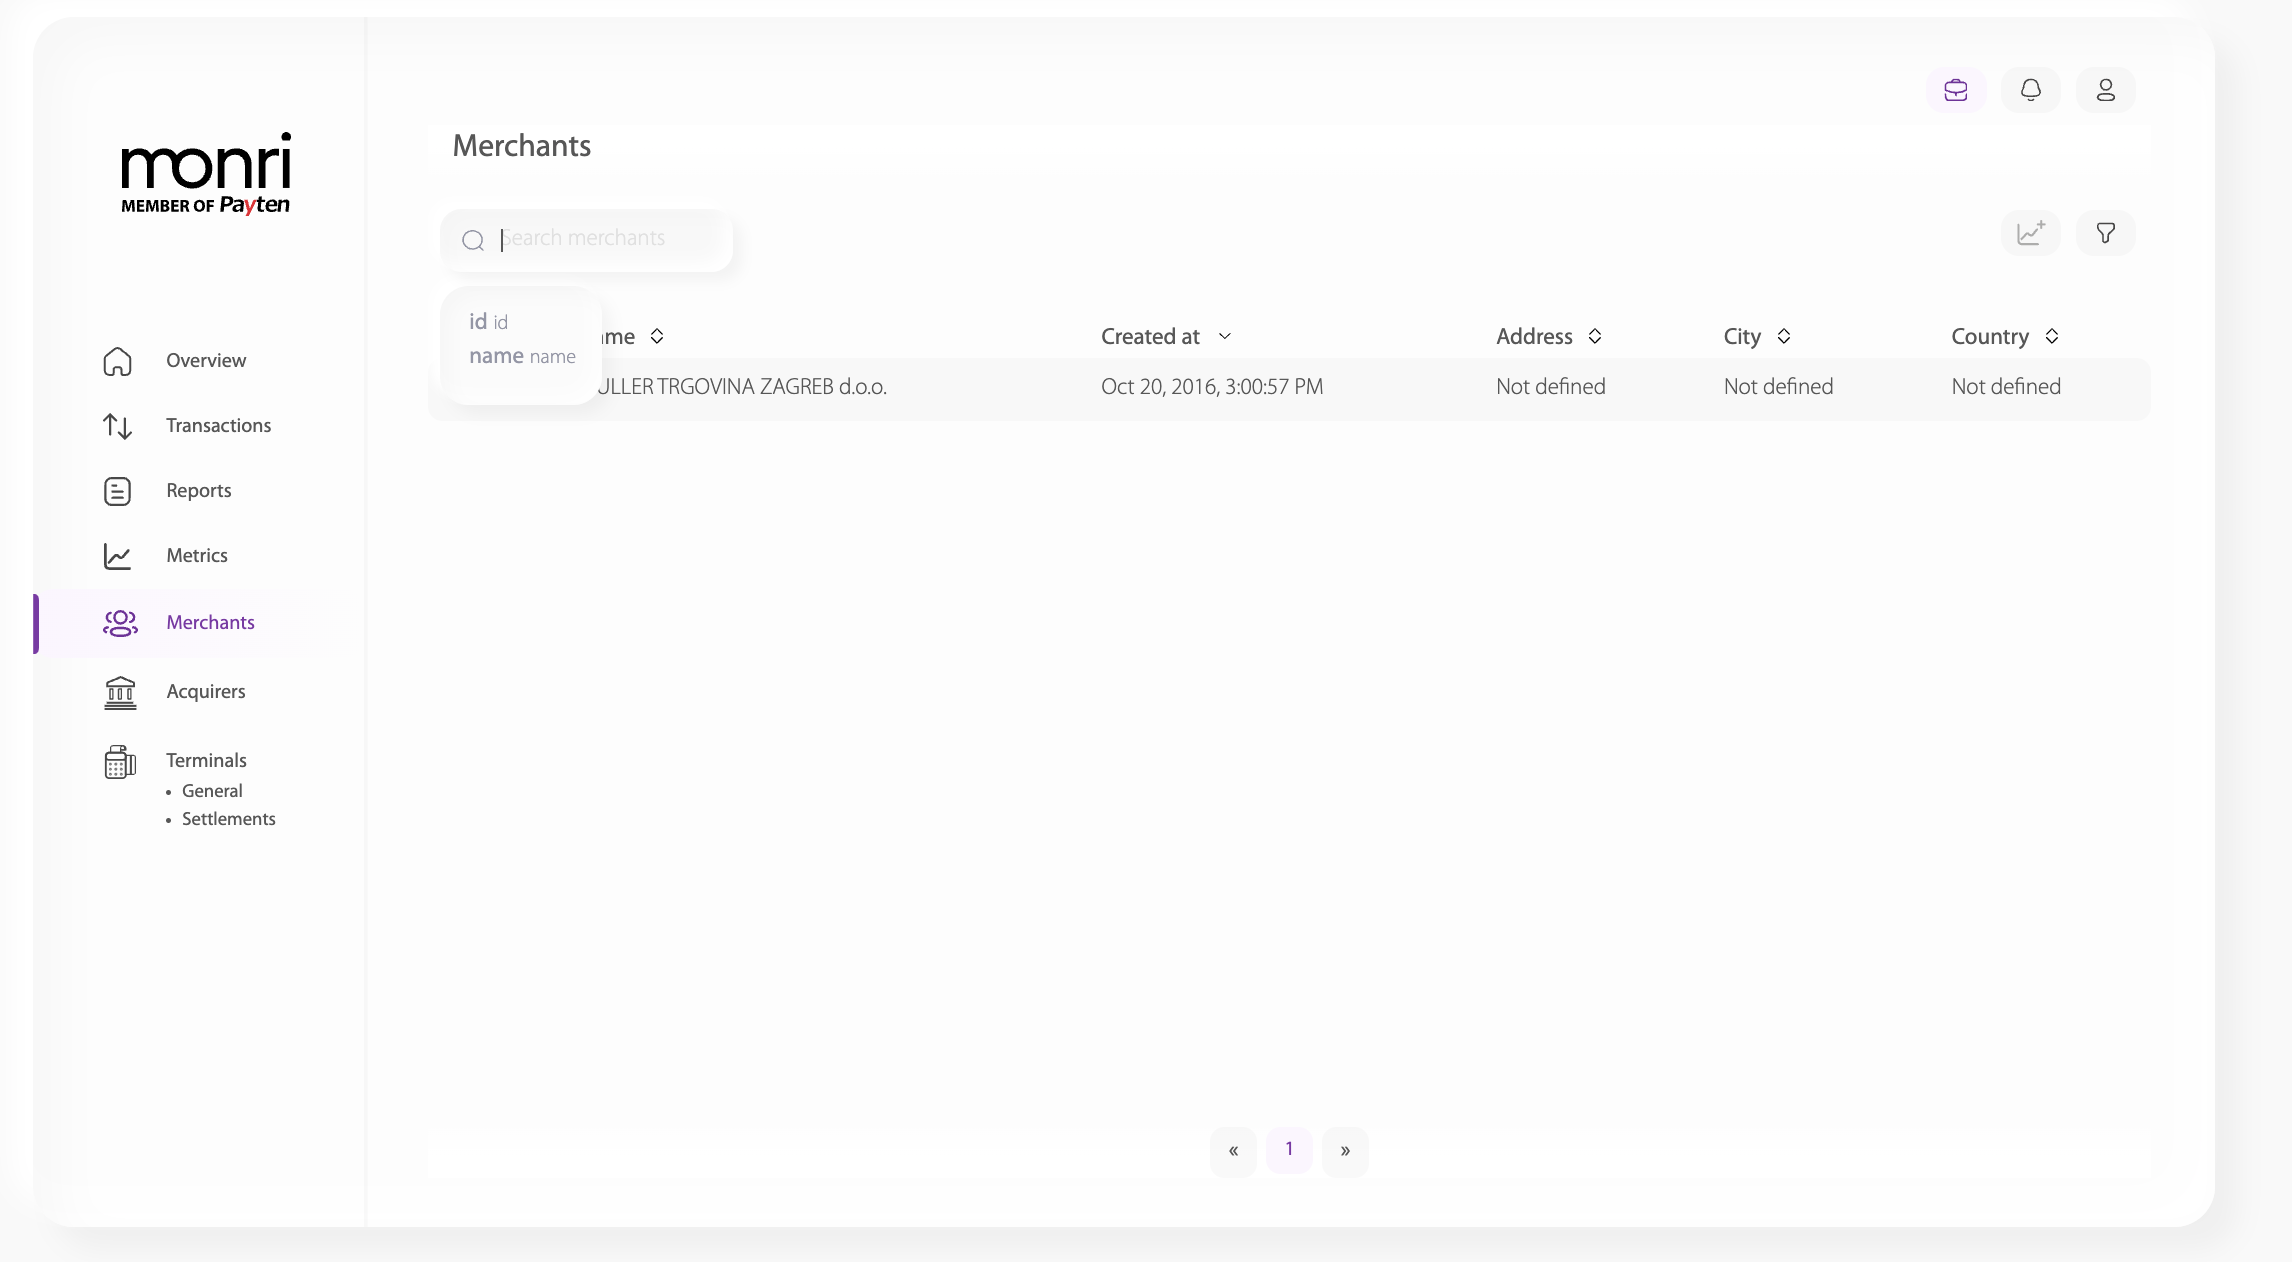 monri
MEMBER OF Payten
Overview
Transactions
Reports
Metrics
Merchants
Acquirers
Terminals
• General
• Settlements
Merchants
Search merchants
id id
name name
me Created at Address City Country
ULLER TRGOVINA ZAGREB d.o.o. Oct 20, 2016, 3:00:57 PM Not defined Not defined Not defined
« 1 »